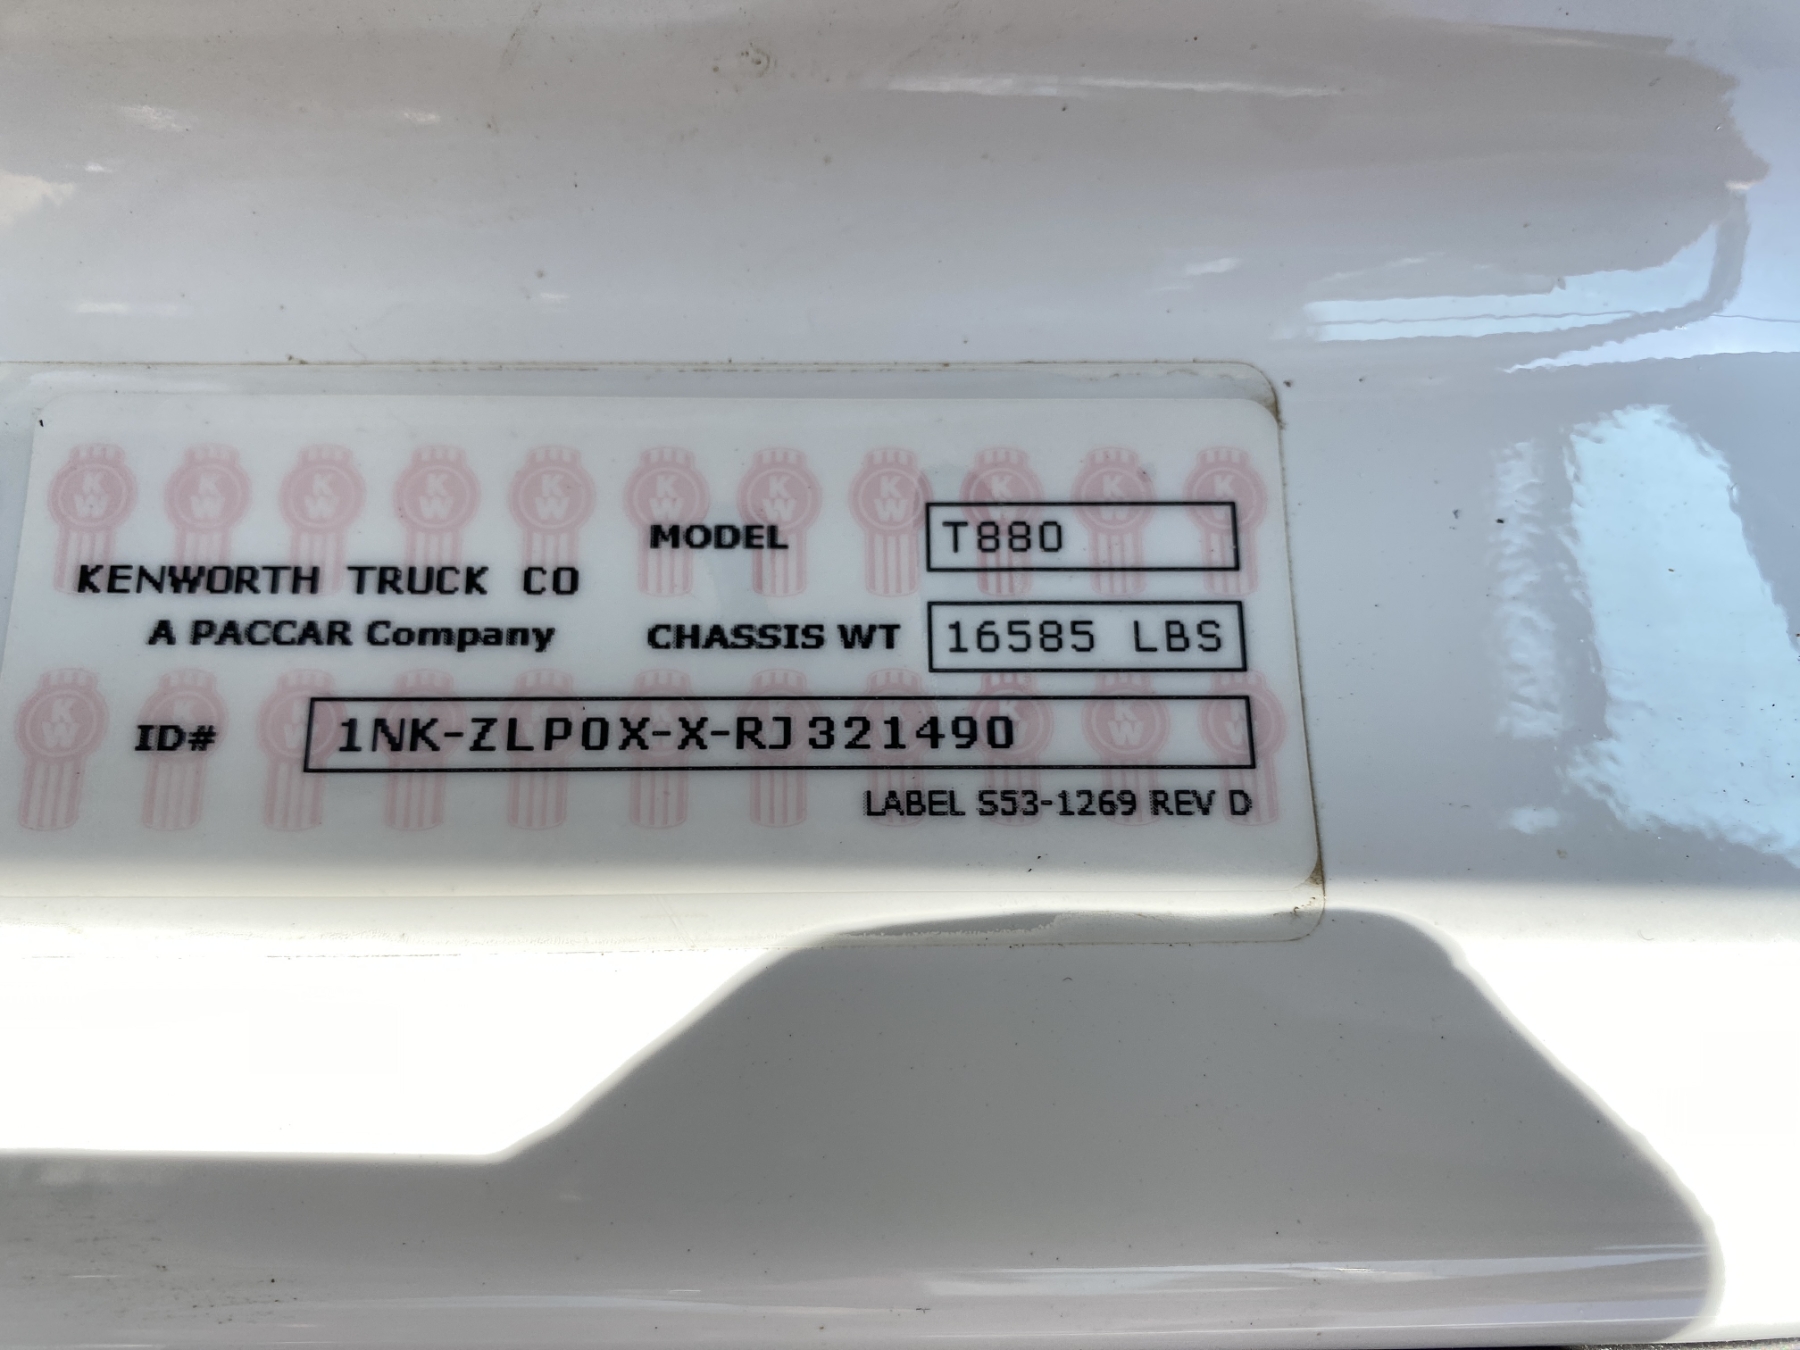 MODEL T880
KENWORTH TRUCK CO
A PACCAR Company
CHASSIS WT 16585 LBS
ID# 1NK-ZLP0X-X-RJ321490
LABEL S53-1269 REV D